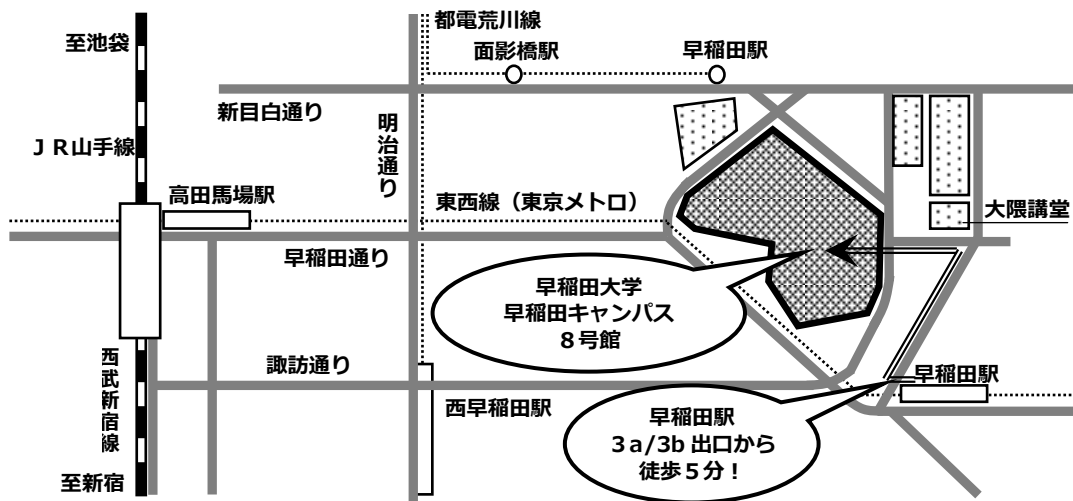 都電荒川線
至池袋
面影橋駅
早稲田駅
新目白通り
明治通り
ＪＲ山手線
高田馬場駅
東西線（東京メトロ）
大隈講堂
早稲田通り
早稲田大学
早稲田キャンパス
８号館
諏訪通り
西武新宿線
早稲田駅
西早稲田駅
早稲田駅
3a/3b 出口から
徒歩５分！
至新宿